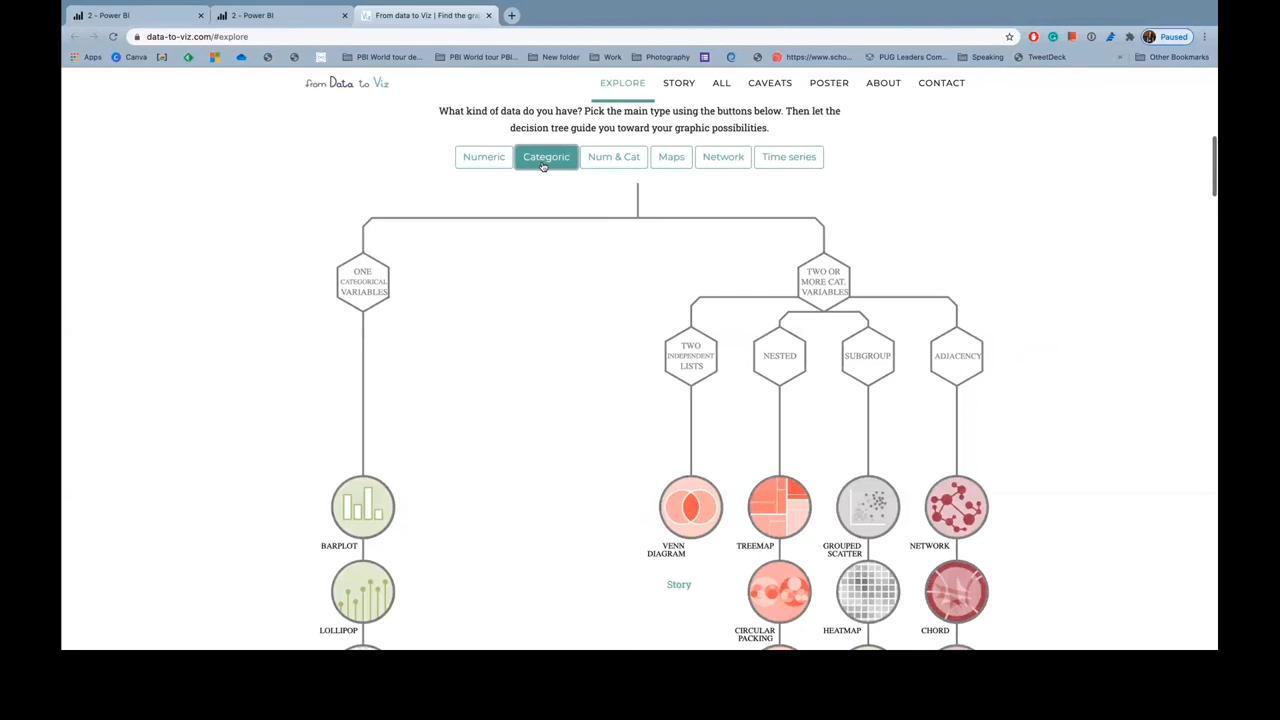 2 - Power BI
2 - Power BI
From data to Viz | Find the gra
data-to-viz.com/#explore
Paused
Apps
Canva
PBI World tour de...
PBI World tour PBI...
New folder
Work
Photography
https://www.scho...
PUG Leaders Com...
Speaking
TweetDeck
Other Bookmarks
from Data to Viz
EXPLORE
STORY
ALL
CAVEATS
POSTER
ABOUT
CONTACT
What kind of data do you have? Pick the main type using the buttons below. Then let the
decision tree guide you toward your graphic possibilities.
Numeric
Categoric
Num & Cat
Maps
Network
Time series
ONE
CATEGORICAL
VARIABLES
TWO OR
MORE CAT.
VARIABLES
TWO
INDEPENDENT
LISTS
NESTED
SUBGROUP
ADJACENCY
BARPLOT
VENN
DIAGRAM
TREEMAP
GROUPED
SCATTER
NETWORK
Story
LOLLIPOP
CIRCULAR
PACKING
HEATMAP
CHORD